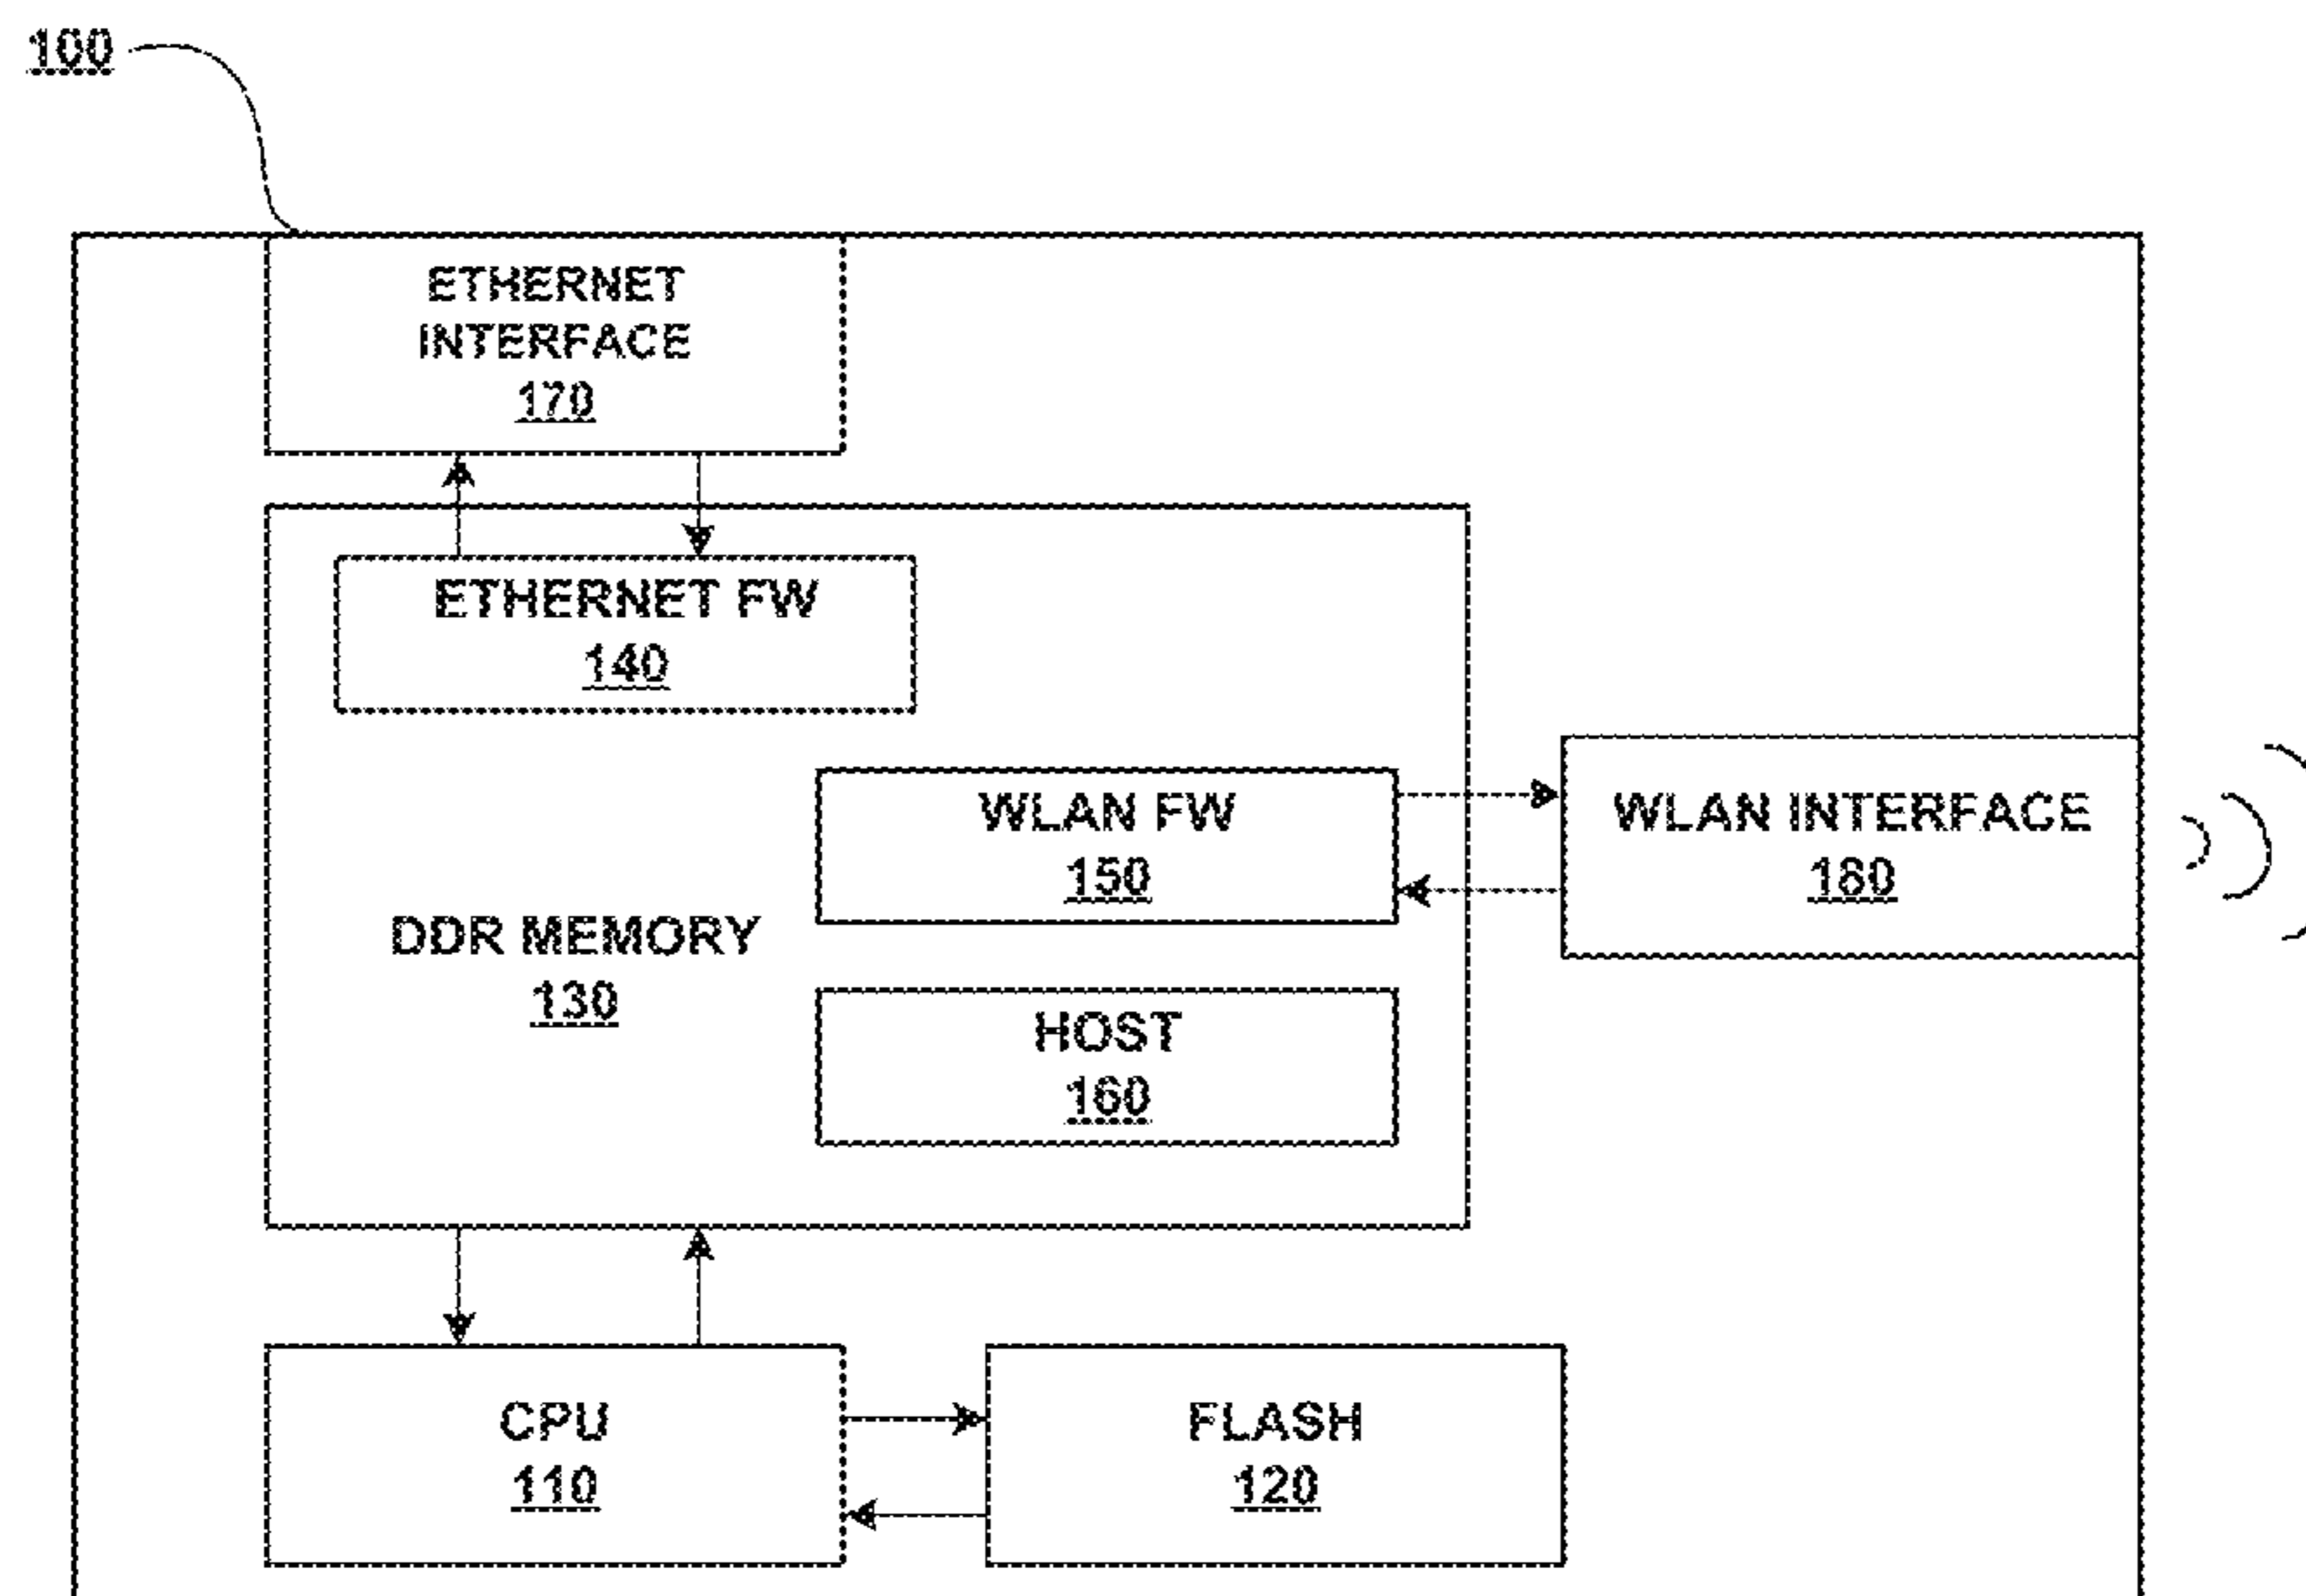 100
ETHERNET
INTERFACE
170
ETHERNET FW
140
WLAN FW
150
WLAN INTERFACE
180
DDR MEMORY
130
HOST
160
CPU
110
FLASH
120